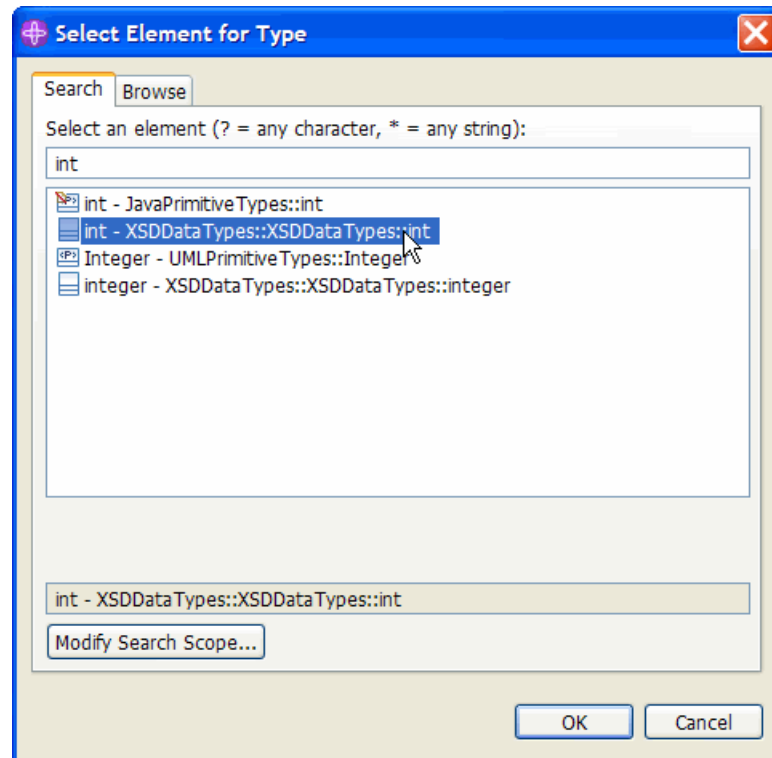 Select Element for Type
Search Browse
Select an element (? = any character, * = any string):
int
int - JavaPrimitiveTypes::int
int - XSDDataTypes::XSDDataTypes::int
Integer - UMLPrimitiveTypes::Integer
integer - XSDDataTypes::XSDDataTypes::integer
int - XSDDataTypes::XSDDataTypes::int
Modify Search Scope...
OK Cancel